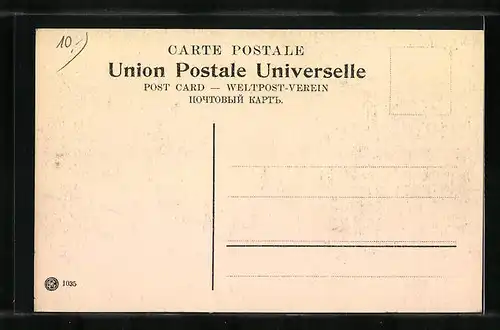 10.-)
CARTE POSTALE
Union Postale Universelle
POST CARD — WELTPOST-VEREIN
ПОЧТОВЫЙ КАРТЪ.
1035